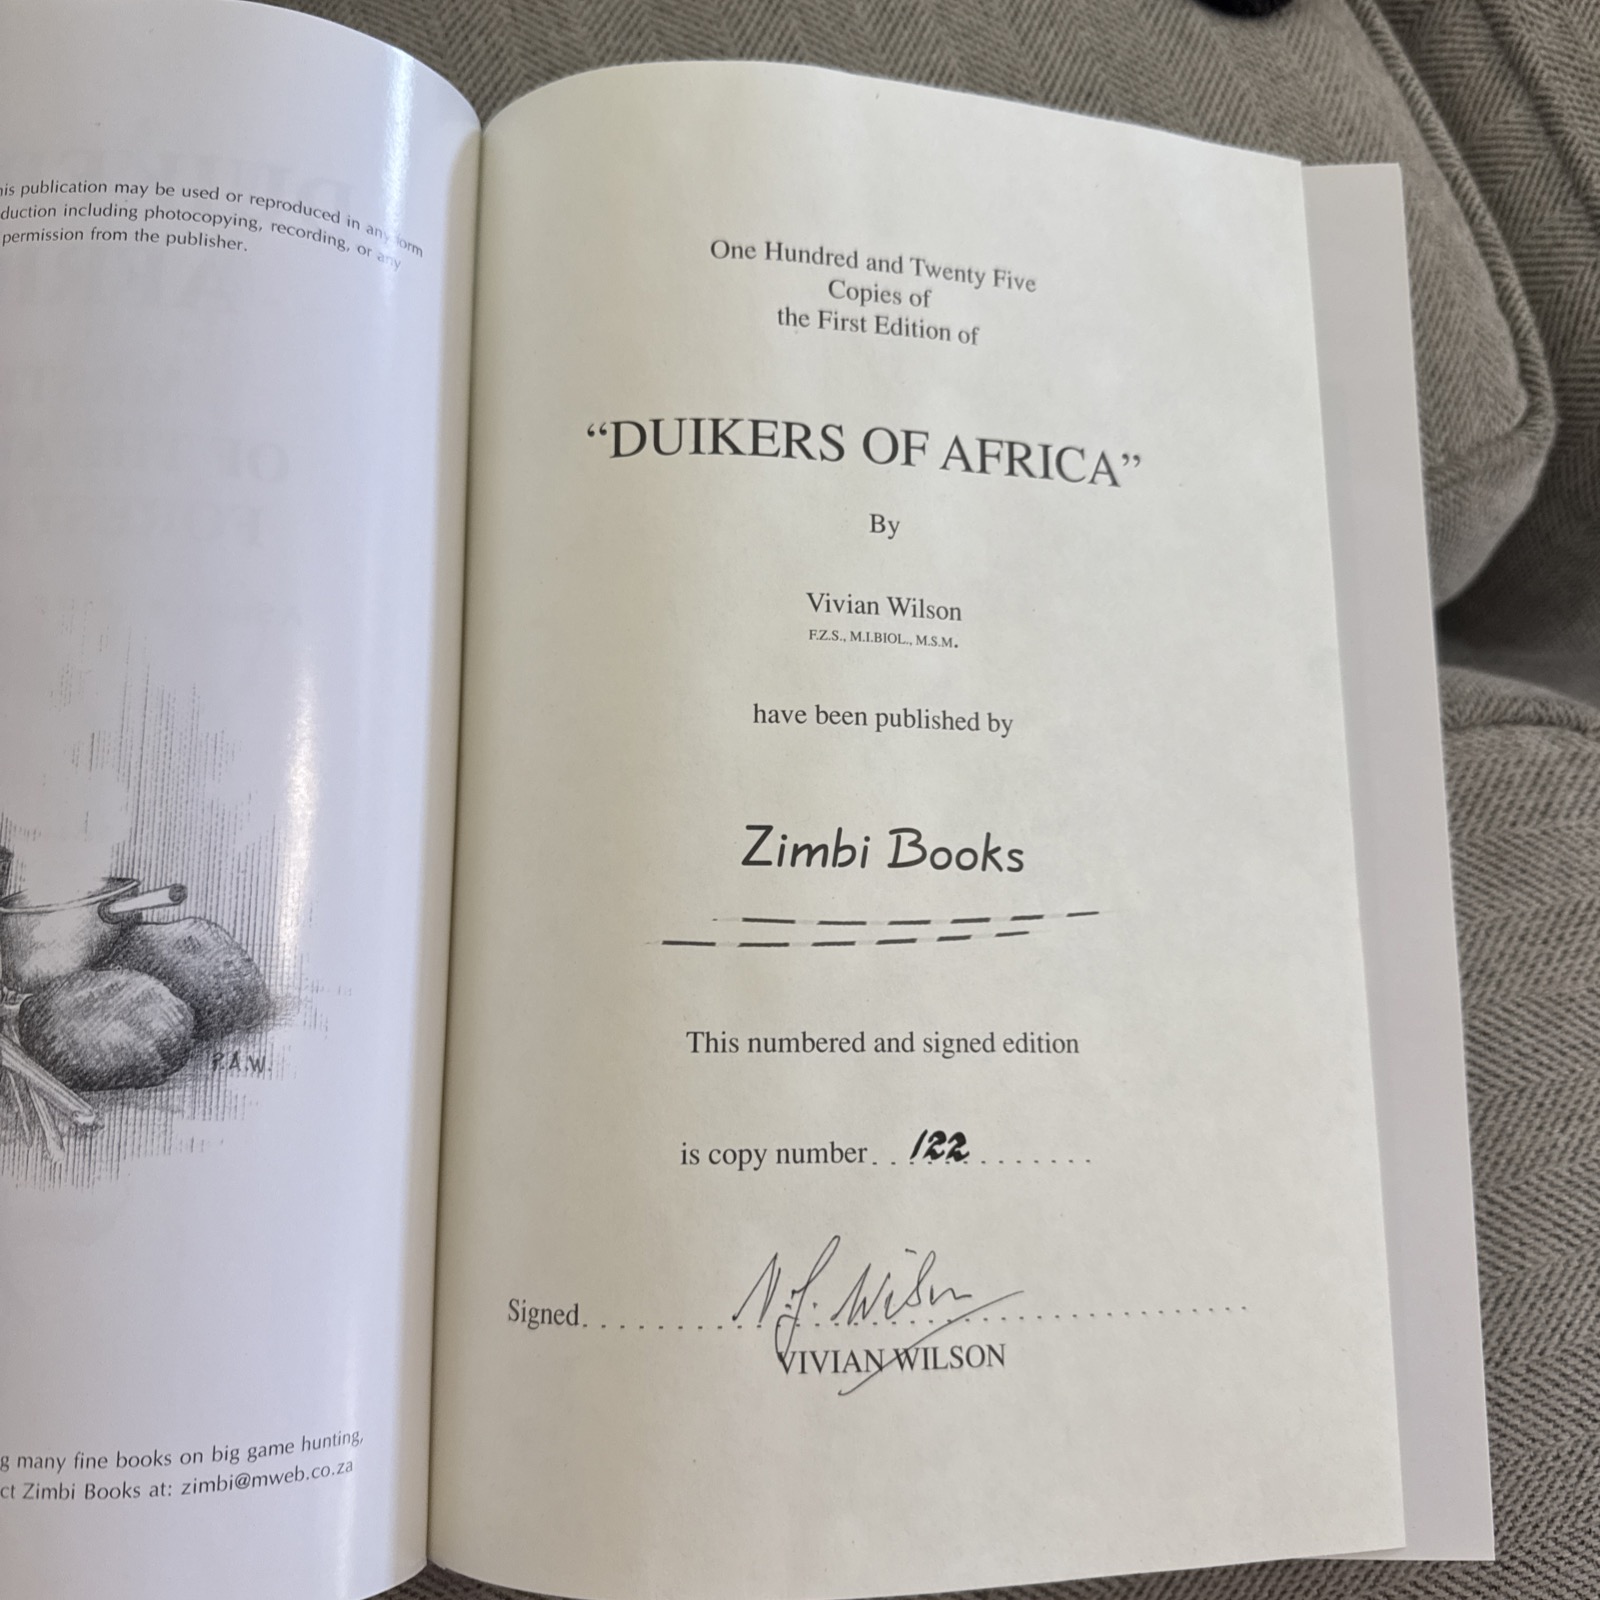 his publication may be used or reproduced in any form
duction including photocopying, recording, or any
permission from the publisher.
P.A.W.
g many fine books on big game hunting,
ct Zimbi Books at: zimbi@mweb.co.za
One Hundred and Twenty Five
Copies of
the First Edition of
“DUIKERS OF AFRICA”
By
Vivian Wilson
F.Z.S., M.I.BIOL., M.S.M.
have been published by
Zimbi Books
This numbered and signed edition
is copy number. . 122 . . . . . . .
Signed. . . . . . . . . V.J. Wilson . . . . . . . . . . . . .
VIVIAN WILSON